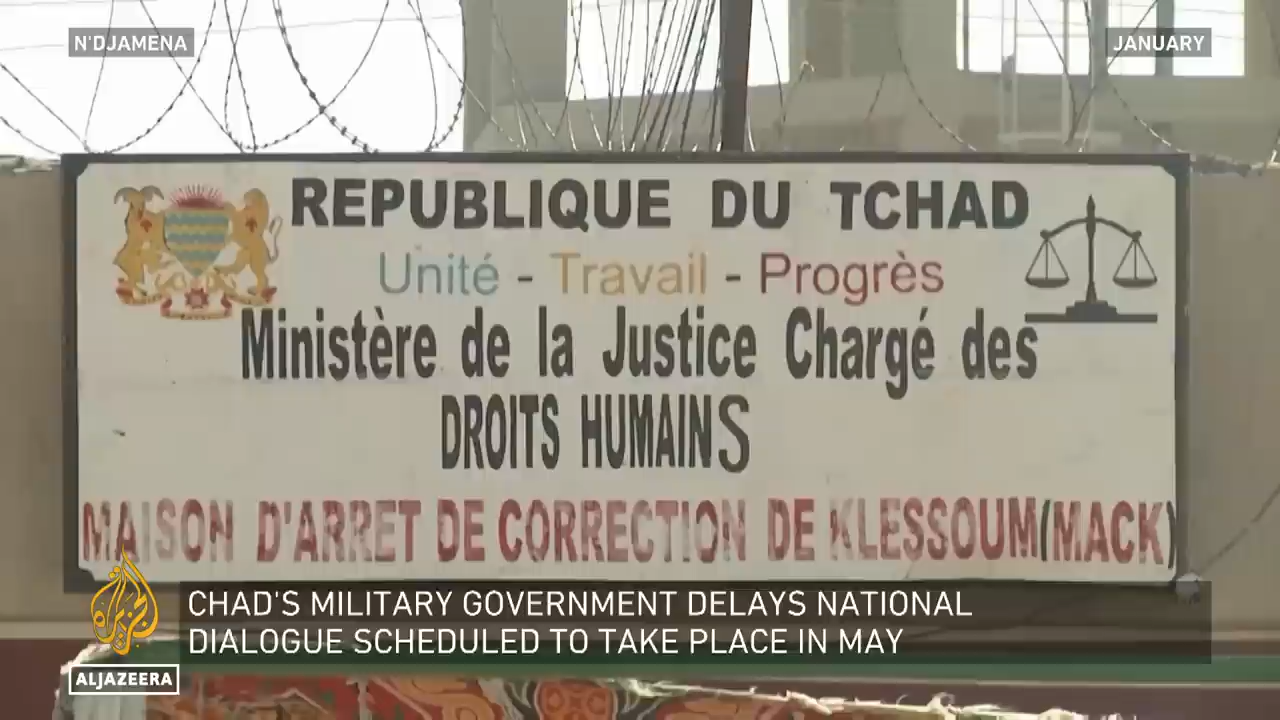 N'DJAMENA
JANUARY
REPUBLIQUE DU TCHAD
Unité - Travail - Progrès
Ministère de la Justice Chargé des
DROITS HUMAINS
MAISON D'ARRET DE CORRECTION DE KLESSOUM(MACK)
CHAD'S MILITARY GOVERNMENT DELAYS NATIONAL
DIALOGUE SCHEDULED TO TAKE PLACE IN MAY
ALJAZEERA